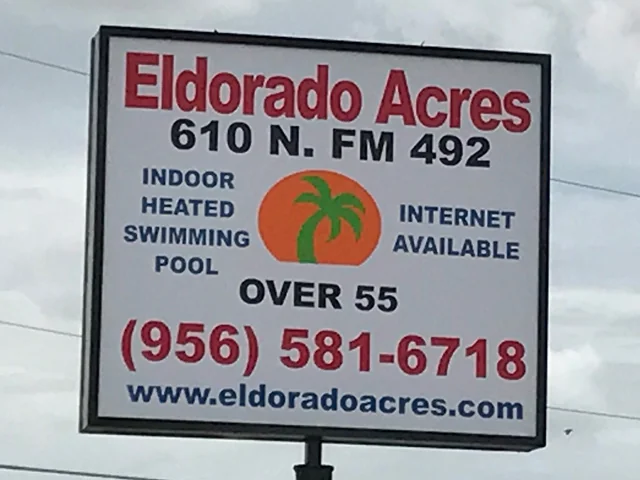 Eldorado Acres
610 N. FM 492
INDOOR
HEATED
SWIMMING
POOL
INTERNET
AVAILABLE
OVER 55
(956) 581-6718
www.eldoradoacres.com